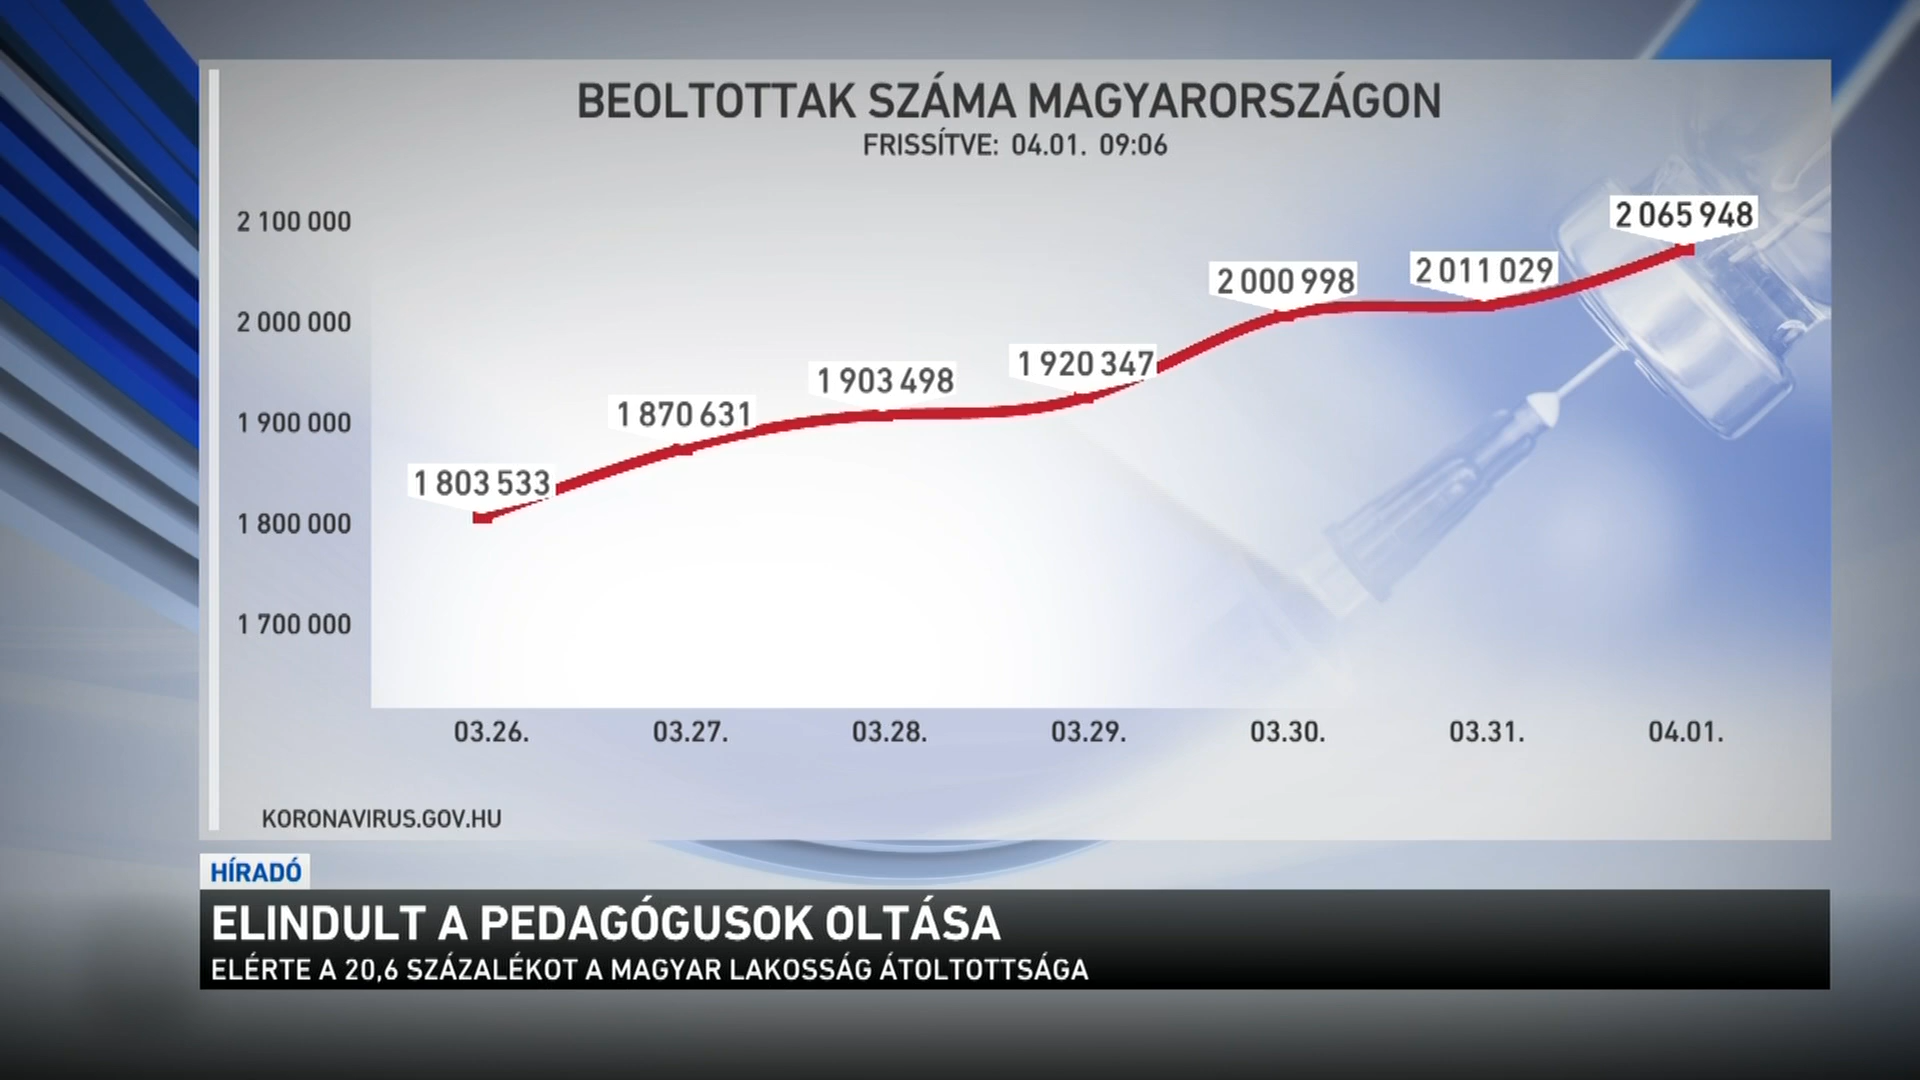 BEOLTOTTAK SZÁMA MAGYARORSZÁGON
FRISSÍTVE: 04.01. 09:06
2 100 000
2 000 000
1 900 000
1 800 000
1 700 000
1 803 533
1 870 631
1 903 498
1 920 347
2 000 998
2 011 029
2 065 948
03.26. 03.27. 03.28. 03.29. 03.30. 03.31. 04.01.
KORONAVIRUS.GOV.HU
HÍRADÓ
ELINDULT A PEDAGÓGUSOK OLTÁSA
ELÉRTE A 20,6 SZÁZALÉKOT A MAGYAR LAKOSSÁG ÁTOLTOTTSÁGA